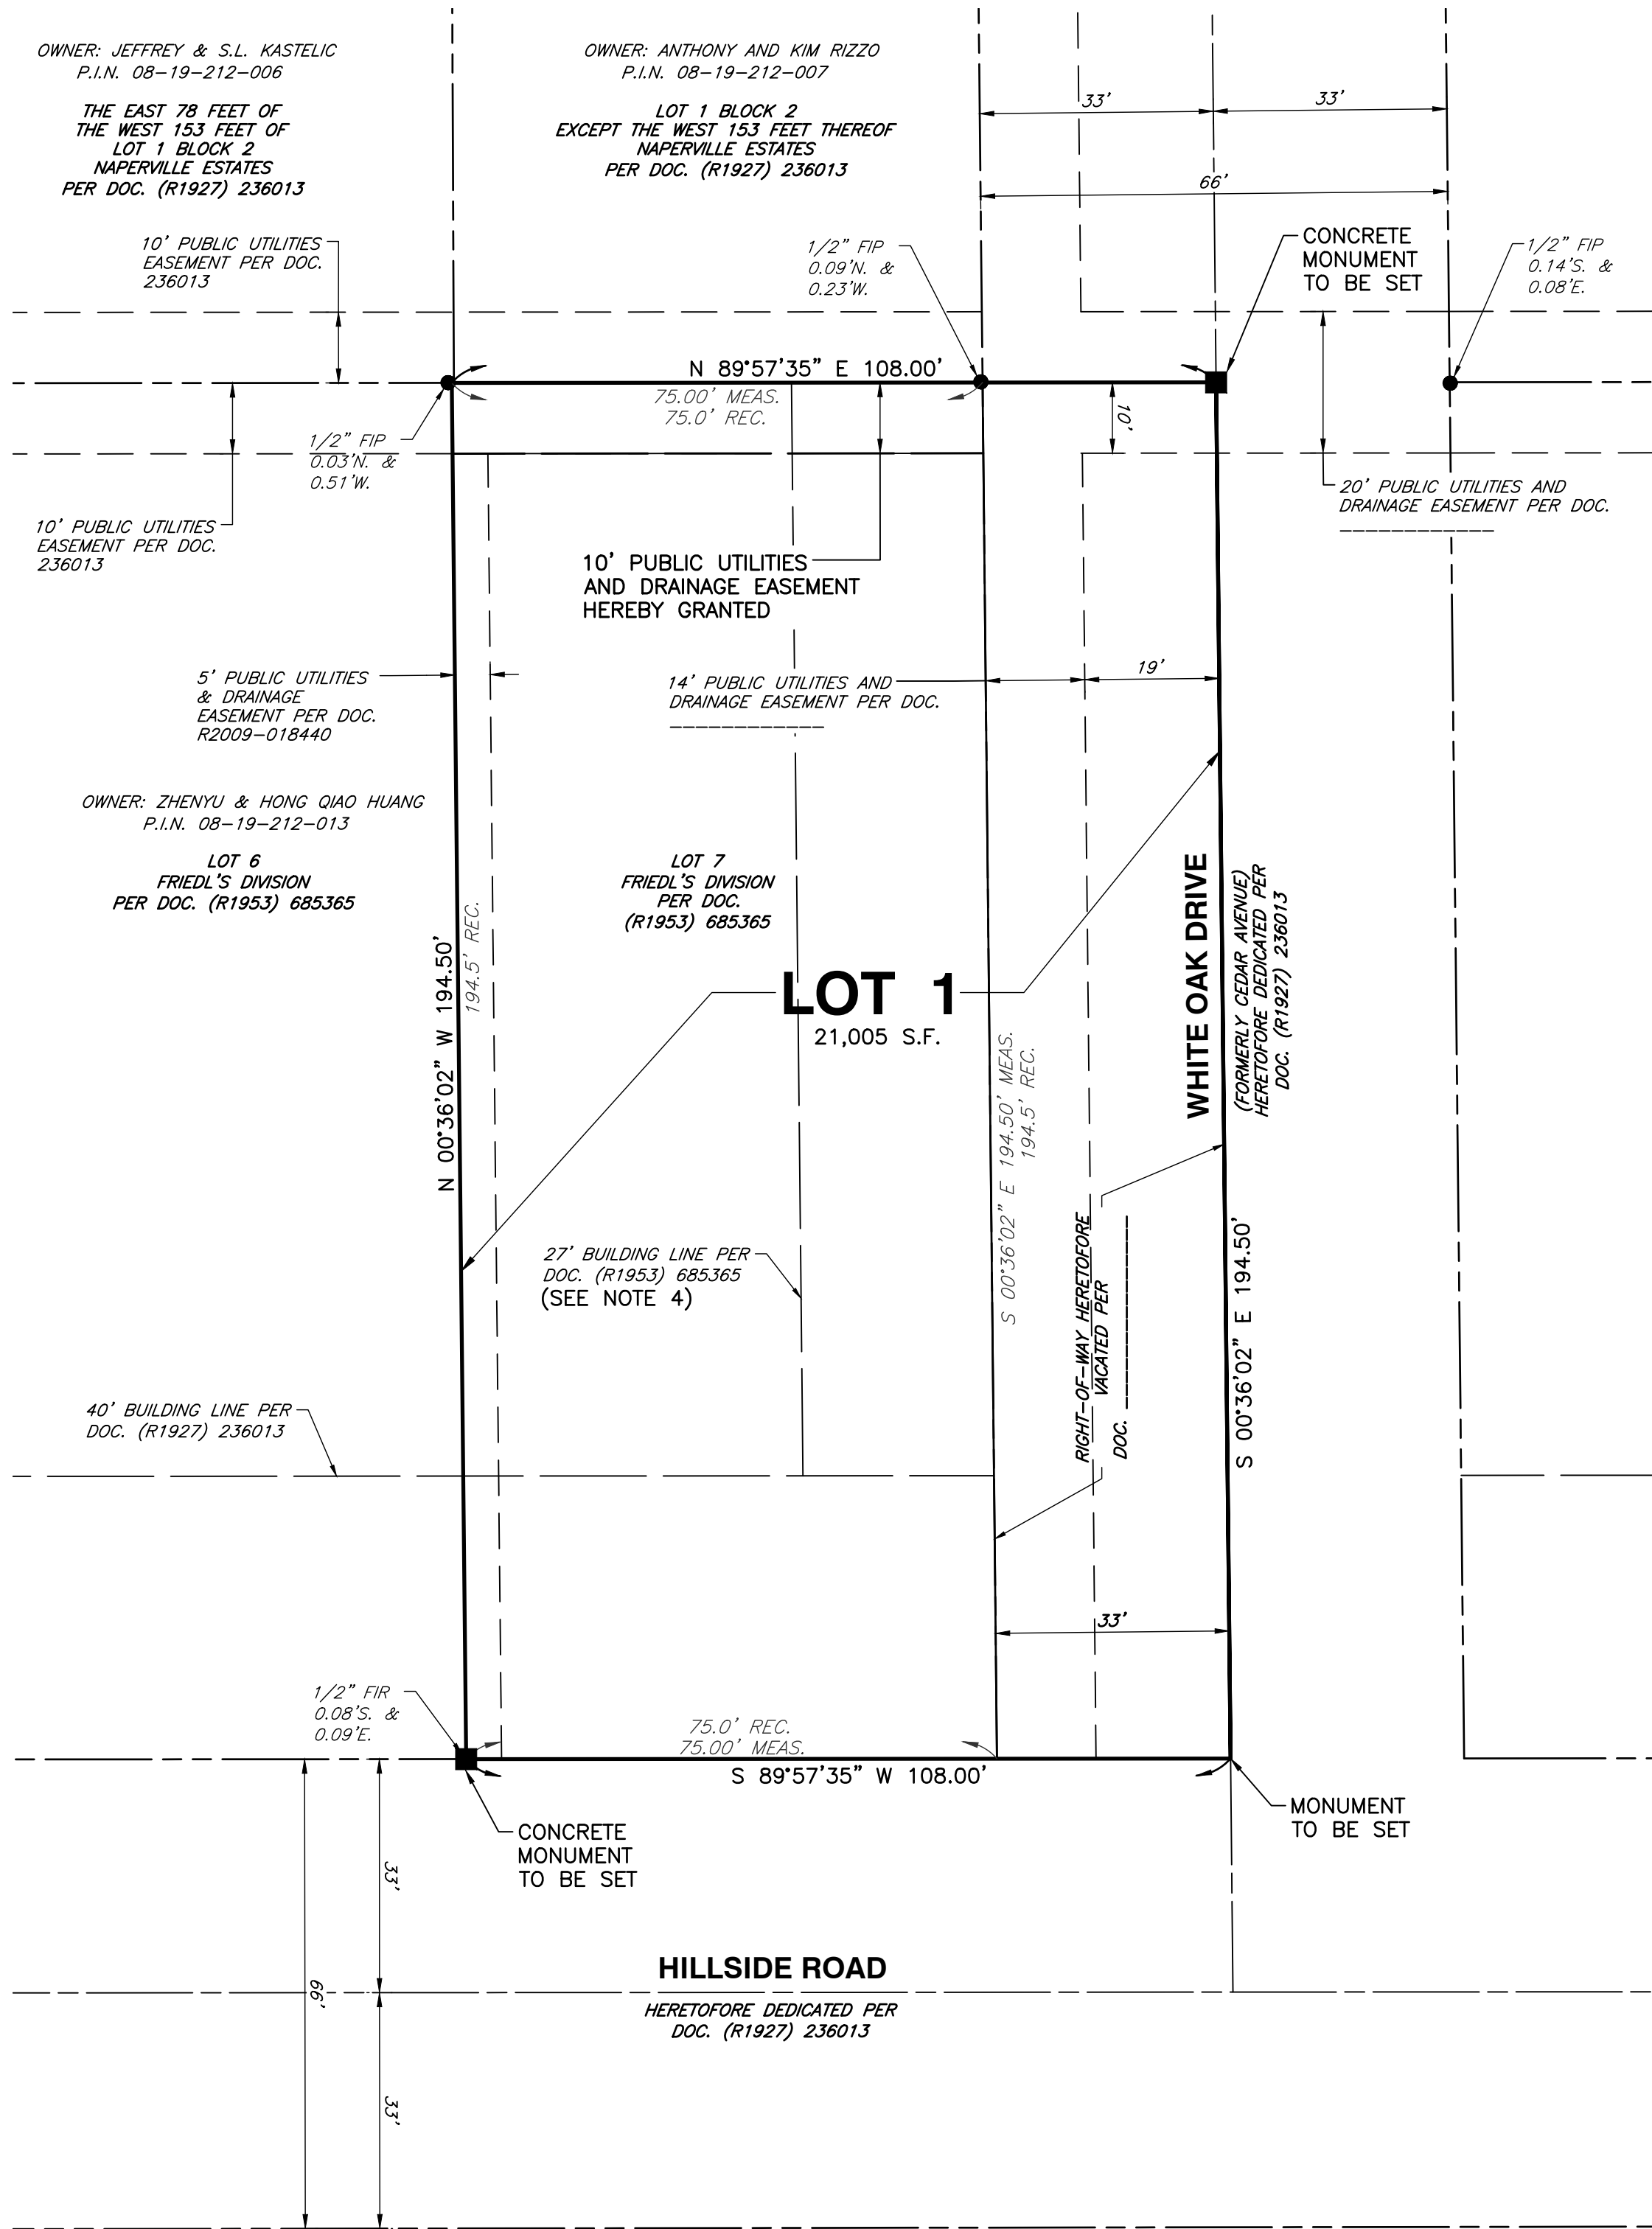 OWNER: JEFFREY & S.L. KASTELIC
P.I.N. 08-19-212-006
THE EAST 78 FEET OF
THE WEST 153 FEET OF
LOT 1 BLOCK 2
NAPERVILLE ESTATES
PER DOC. (R1927) 236013
OWNER: ANTHONY AND KIM RIZZO
P.I.N. 08-19-212-007
LOT 1 BLOCK 2
EXCEPT THE WEST 153 FEET THEREOF
NAPERVILLE ESTATES
PER DOC. (R1927) 236013
33'
33'
66'
10' PUBLIC UTILITIES
EASEMENT PER DOC.
236013
1/2" FIP
0.09'N. &
0.23'W.
CONCRETE
MONUMENT
TO BE SET
1/2" FIP
0.14'S. &
0.08'E.
N 89°57'35" E 108.00'
75.00' MEAS.
75.0' REC.
10'
1/2" FIP
0.03'N. &
0.51'W.
10' PUBLIC UTILITIES
EASEMENT PER DOC.
236013
20' PUBLIC UTILITIES AND
DRAINAGE EASEMENT PER DOC.
____________
10' PUBLIC UTILITIES
AND DRAINAGE EASEMENT
HEREBY GRANTED
5' PUBLIC UTILITIES
& DRAINAGE
EASEMENT PER DOC.
R2009-018440
14' PUBLIC UTILITIES AND
DRAINAGE EASEMENT PER DOC.
____________
19'
OWNER: ZHENYU & HONG QIAO HUANG
P.I.N. 08-19-212-013
LOT 6
FRIEDL'S DIVISION
PER DOC. (R1953) 685365
LOT 7
FRIEDL'S DIVISION
PER DOC.
(R1953) 685365
N 00°36'02" W 194.50'
194.5' REC.
LOT 1
21,005 S.F.
S 00°36'02" E 194.50' MEAS.
194.5' REC.
WHITE OAK DRIVE
(FORMERLY CEDAR AVENUE)
HERETOFORE DEDICATED PER
DOC. (R1927) 236013
RIGHT-OF-WAY HERETOFORE
VACATED PER
DOC. ____________
S 00°36'02" E 194.50'
27' BUILDING LINE PER
DOC. (R1953) 685365
(SEE NOTE 4)
40' BUILDING LINE PER
DOC. (R1927) 236013
33'
1/2" FIR
0.08'S. &
0.09'E.
75.0' REC.
75.00' MEAS.
S 89°57'35" W 108.00'
CONCRETE
MONUMENT
TO BE SET
MONUMENT
TO BE SET
33'
66'
33'
HILLSIDE ROAD
HERETOFORE DEDICATED PER
DOC. (R1927) 236013